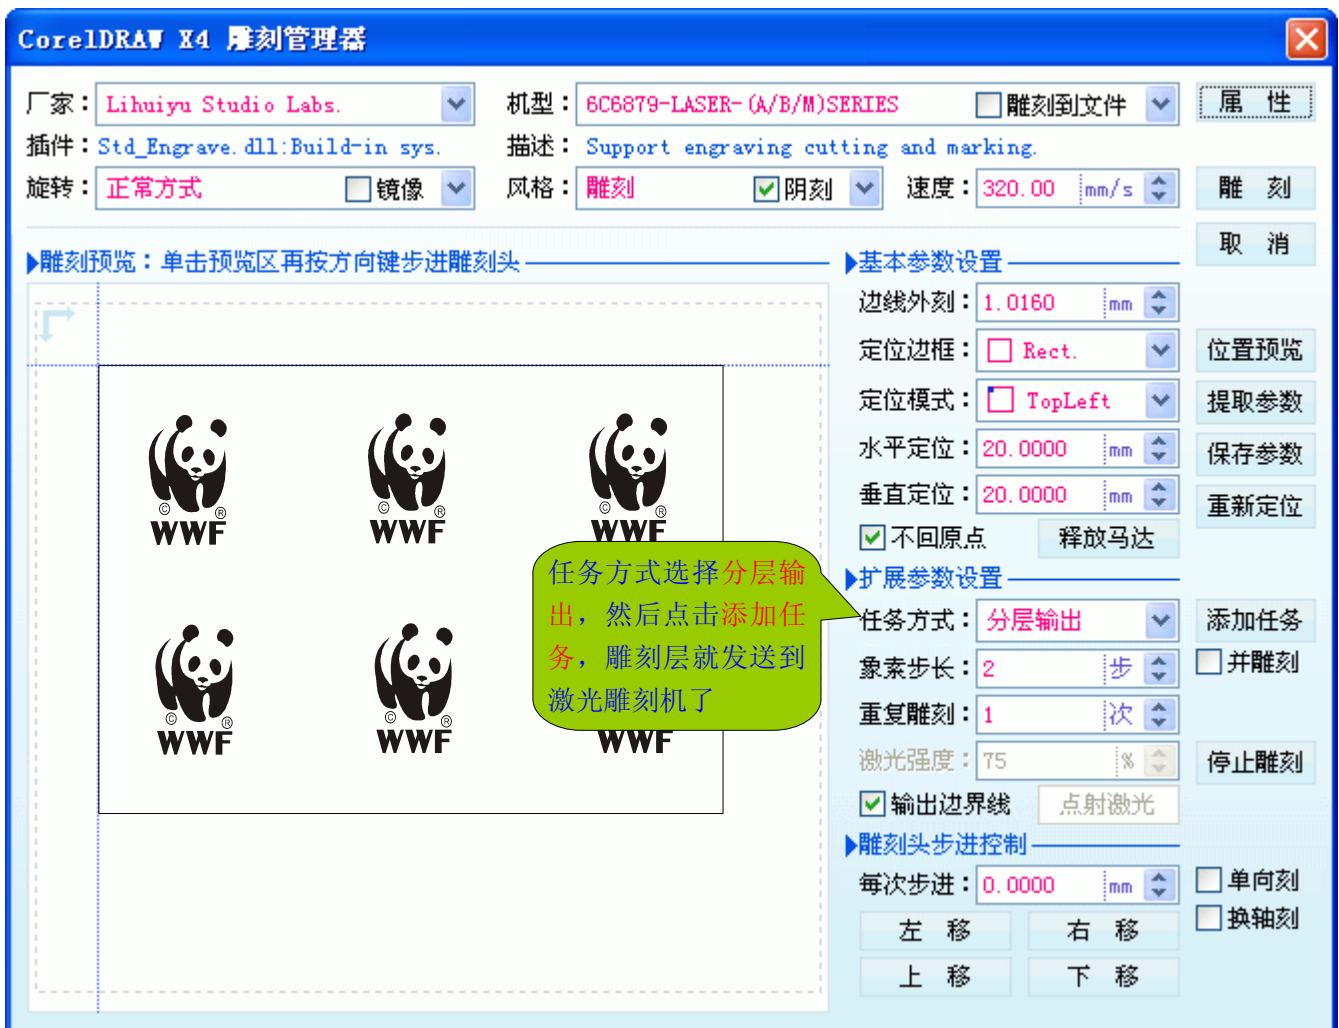 CorelDRAW X4 雕刻管理器
厂家： Lihuiyu Studio Labs. 机型： 6C6879-LASER-(A/B/M)SERIES 雕刻到文件 属 性
插件：Std_Engrave.dll:Build-in sys. 描述： Support engraving cutting and marking.
旋转： 正常方式 镜像 风格： 雕刻 阴刻 速度： 320.00 mm/s 雕 刻
取 消
雕刻预览：单击预览区再按方向键步进雕刻头
基本参数设置
边线外刻： 1.0160 mm
定位边框： Rect. 位置预览
定位模式： TopLeft 提取参数
水平定位： 20.0000 mm 保存参数
垂直定位： 20.0000 mm 重新定位
不回原点 释放马达
扩展参数设置
任务方式： 分层输出 添加任务
象素步长： 2 步 并雕刻
重复雕刻： 1 次
激光强度： 75 % 停止雕刻
输出边界线 点射激光
雕刻头步进控制
每次步进： 0.0000 mm 单向刻
换轴刻
左 移 右 移
上 移 下 移
© ®
WWF
© ®
WWF
© ®
WWF
任务方式选择分层输
出，然后点击添加任
务，雕刻层就发送到
激光雕刻机了
© ®
WWF
© ®
WWF
WWF